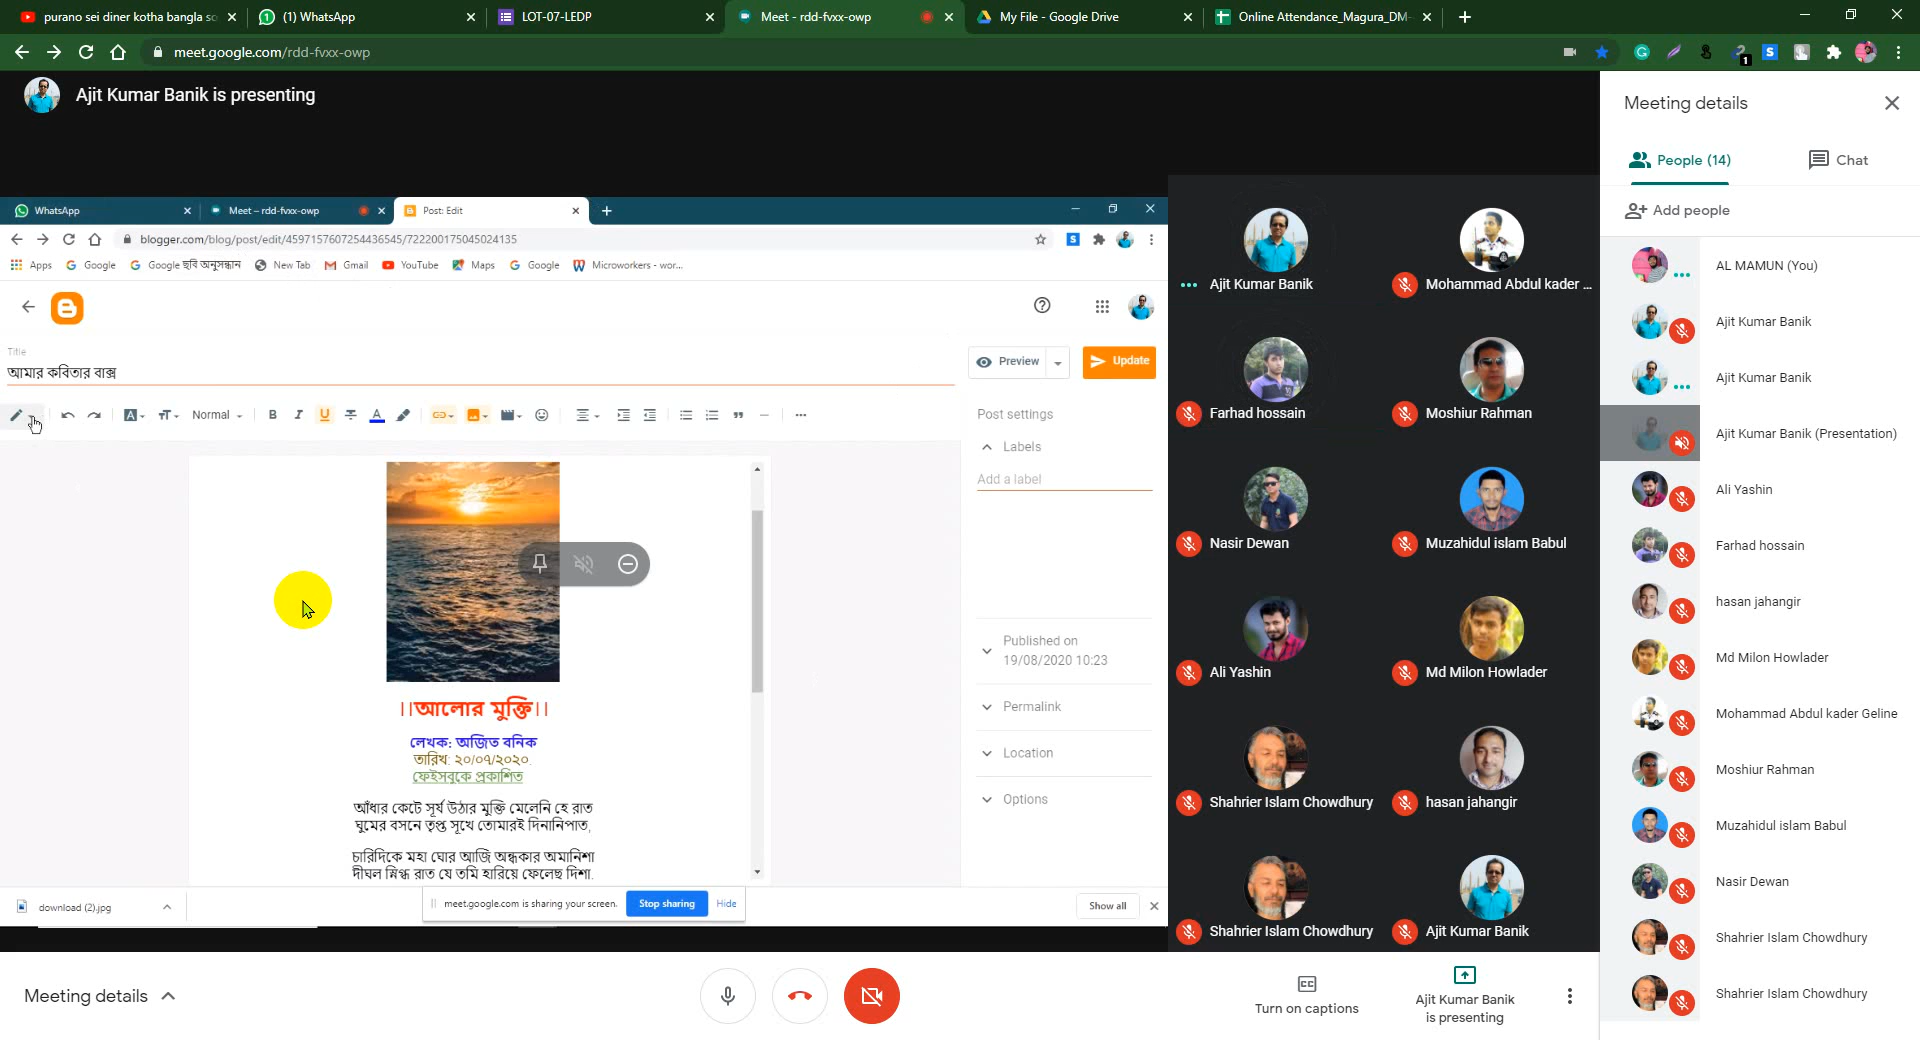 purano sei diner kotha bangla so
(1) WhatsApp
LOT-07-LEDP
Meet - rdd-fvxx-owp
My File - Google Drive
Online Attendance_Magura_DM-
meet.google.com/rdd-fvxx-owp
1
Ajit Kumar Banik is presenting
WhatsApp
Meet – rdd-fvxx-owp
Post: Edit
blogger.com/blog/post/edit/4597157607254436545/722200175045024135
Apps
Google
Google ছবি অনুসন্ধান
New Tab
Gmail
YouTube
Maps
Google
Microworkers - wor...
Title
আমার কবিতার বাক্স
Preview
Update
Normal
Post settings
Labels
Add a label
Published on
19/08/2020 10:23
Permalink
Location
Options
।।আলোর মুক্তি।।
লেখক: অজিত বনিক
তারিখ: ২০/০৭/২০২০.
ফেইসবুকে প্রকাশিত
আঁধার কেটে সূর্য উঠার মুক্তি মেলেনি হে রাত
ঘুমের বসনে তৃপ্ত সূখে তোমারই দিনানিপাত,
চারিদিকে মহা ঘোর আজি অন্ধকার অমানিশা
দীঘল স্নিগ্ধ রাত যে তমি হারিয়ে ফেলেছ দিশা.
download (2).jpg
meet.google.com is sharing your screen.
Stop sharing
Hide
Show all
Ajit Kumar Banik
Mohammad Abdul kader ...
Farhad hossain
Moshiur Rahman
Nasir Dewan
Muzahidul islam Babul
Ali Yashin
Md Milon Howlader
Shahrier Islam Chowdhury
hasan jahangir
Shahrier Islam Chowdhury
Ajit Kumar Banik
Meeting details
People (14)
Chat
Add people
AL MAMUN (You)
Ajit Kumar Banik
Ajit Kumar Banik
Ajit Kumar Banik (Presentation)
Ali Yashin
Farhad hossain
hasan jahangir
Md Milon Howlader
Mohammad Abdul kader Geline
Moshiur Rahman
Muzahidul islam Babul
Nasir Dewan
Shahrier Islam Chowdhury
Shahrier Islam Chowdhury
Meeting details
Turn on captions
Ajit Kumar Banik
is presenting